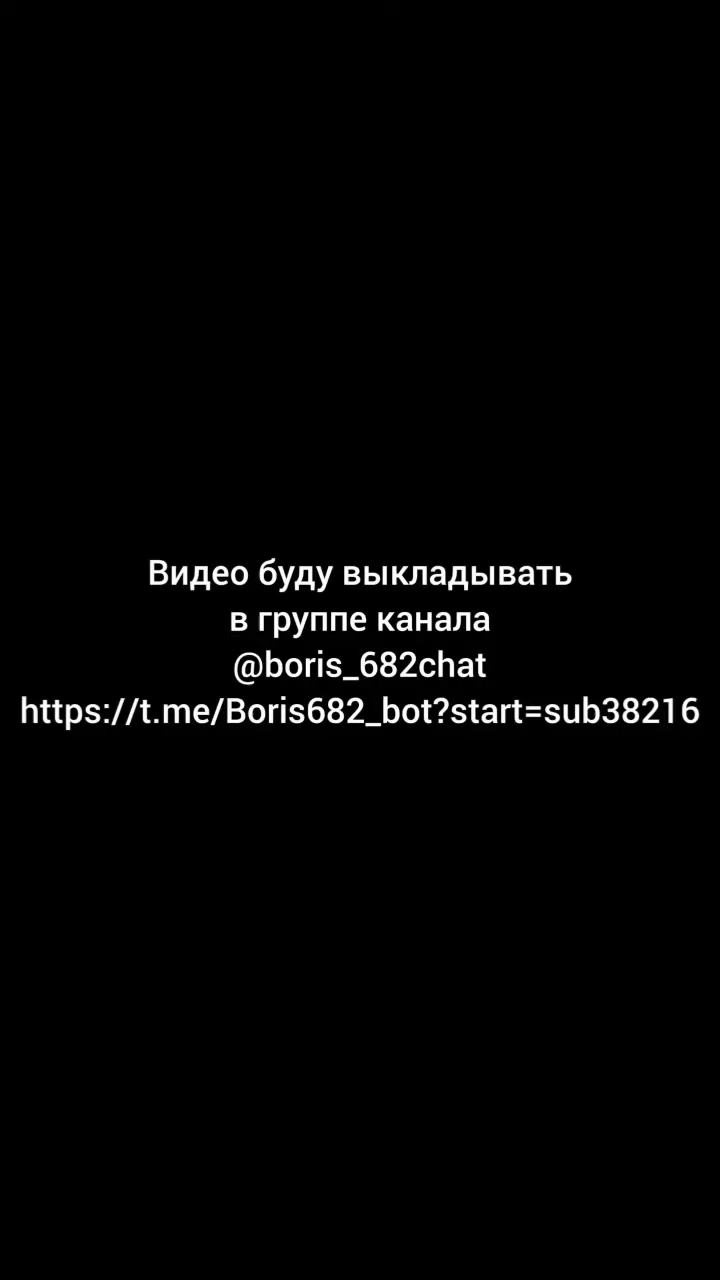 Видео буду выкладывать
в группе канала
@boris_682chat
https://t.me/Boris682_bot?start=sub38216